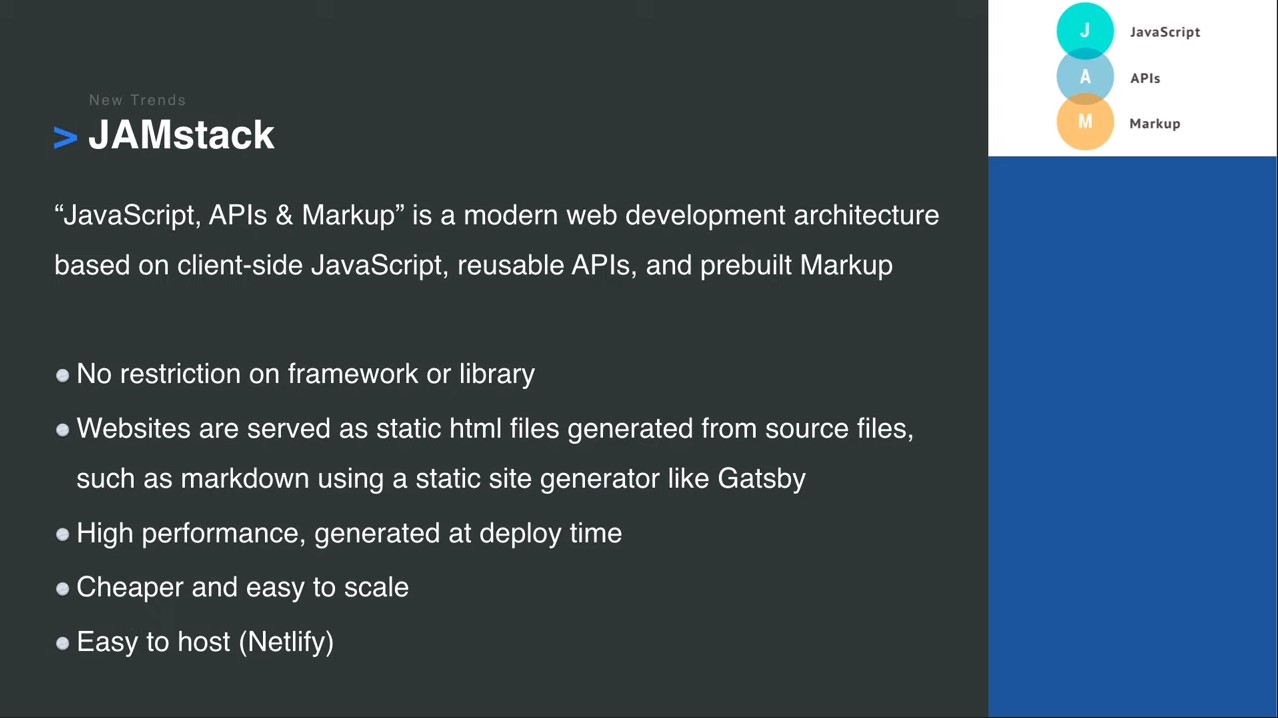 New Trends
> JAMstack
“JavaScript, APIs & Markup” is a modern web development architecture
based on client-side JavaScript, reusable APIs, and prebuilt Markup
No restriction on framework or library
Websites are served as static html files generated from source files,
such as markdown using a static site generator like Gatsby
High performance, generated at deploy time
Cheaper and easy to scale
Easy to host (Netlify)
J JavaScript
A APIs
M Markup